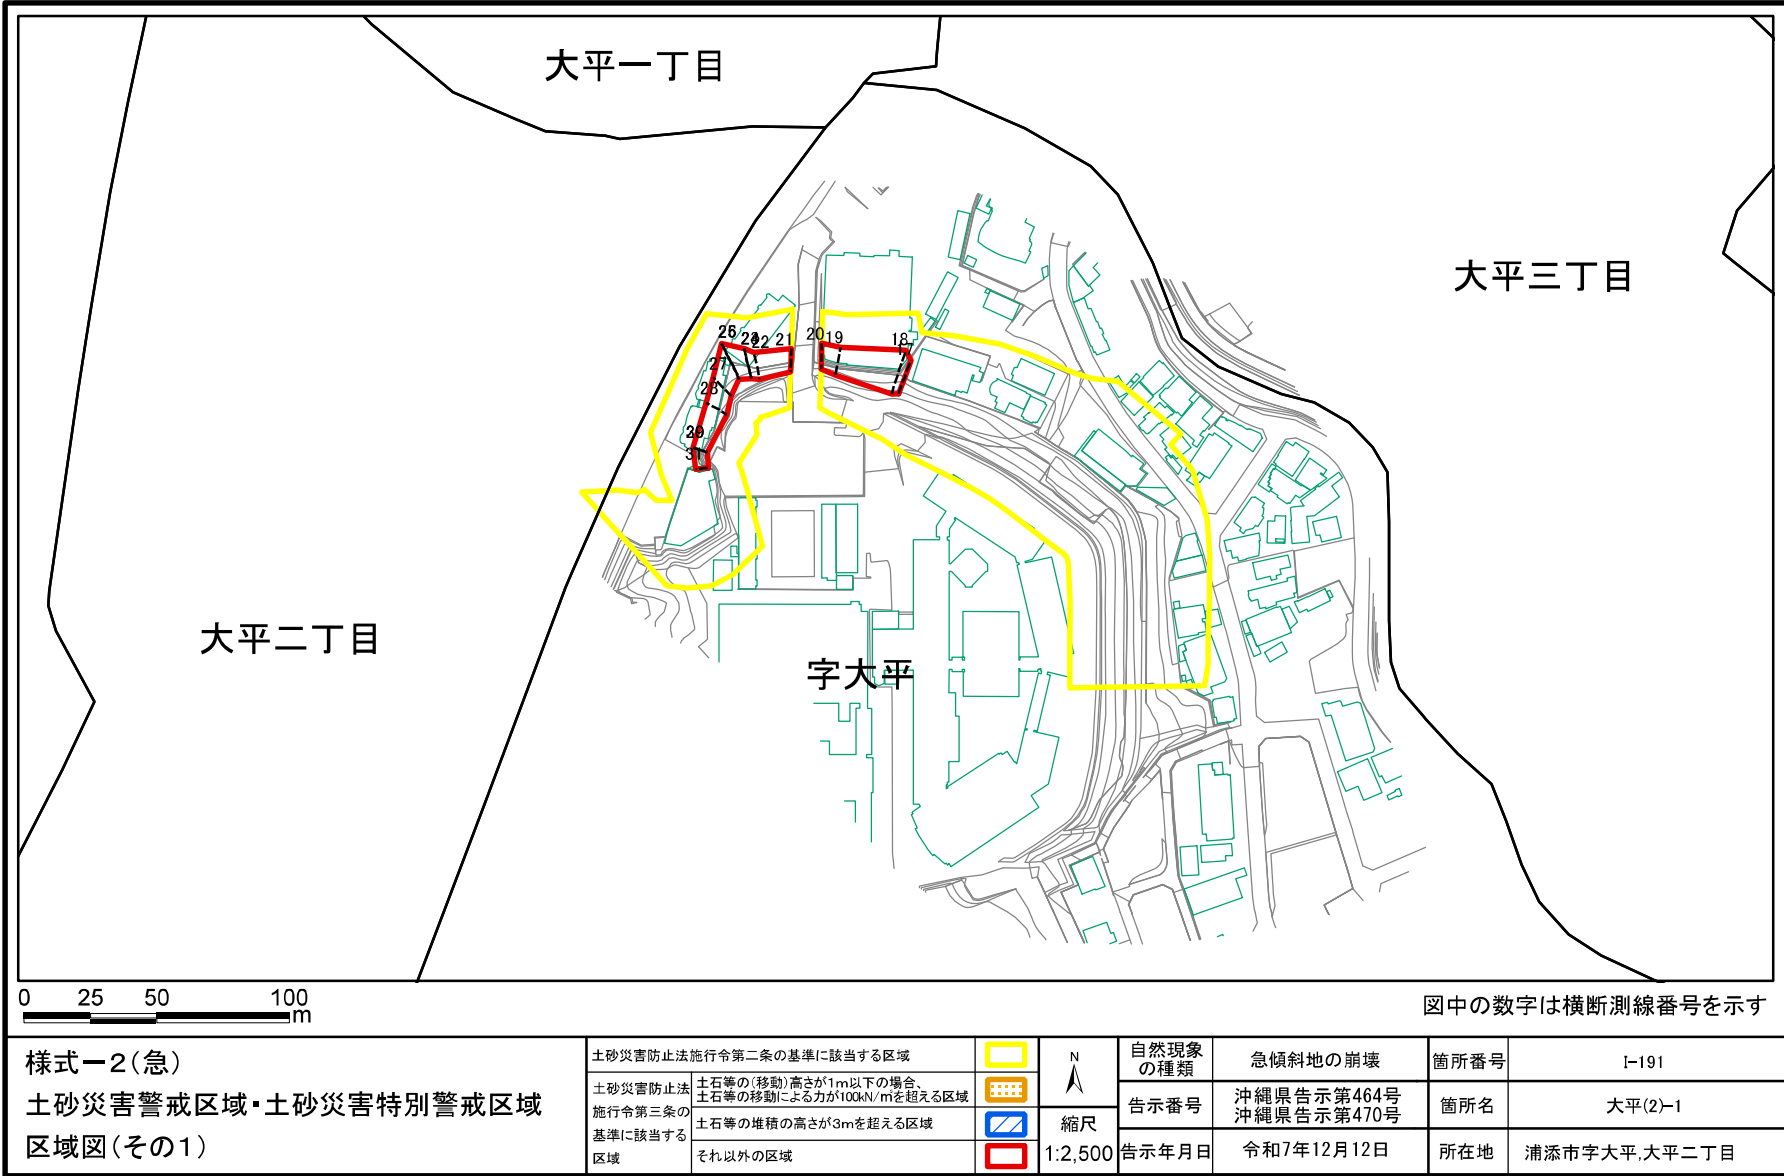 大平一丁目
大平三丁目
大平二丁目
字大平
20 19 18
17
25 24 22 21
27
28
31
0 25 50 100 m
図中の数字は横断測線番号を示す
様式ー2(急)
土砂災害警戒区域・土砂災害特別警戒区域
区域図(その1)
土砂災害防止法施行令第二条の基準に該当する区域
土砂災害防止法
施行令第三条の
基準に該当する
区域
土石等の(移動)高さが1m以下の場合、
土石等の移動による力が100kN/㎡を超える区域
土石等の堆積の高さが3mを超える区域
それ以外の区域
N
縮尺
1:2,500
自然現象
の種類
急傾斜地の崩壊
箇所番号
I-191
告示番号
沖縄県告示第464号
沖縄県告示第470号
箇所名
大平(2)-1
告示年月日
令和7年12月12日
所在地
浦添市字大平,大平二丁目